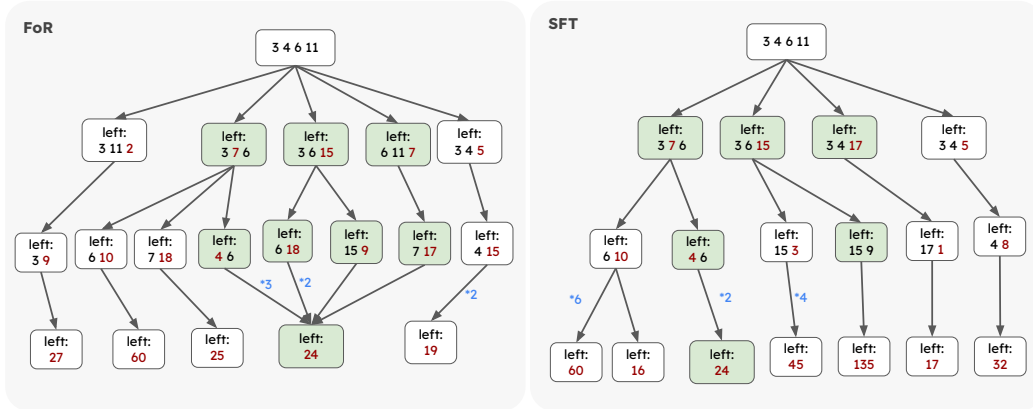 FoR
3 4 6 11
left:
3 11 2
left:
3 7 6
left:
3 6 15
left:
6 11 7
left:
3 4 5
left:
3 9
left:
6 10
left:
7 18
left:
4 6
left:
6 18
left:
15 9
left:
7 17
left:
4 15
*3
*2
*2
left:
27
left:
60
left:
25
left:
24
left:
19
SFT
3 4 6 11
left:
3 7 6
left:
3 6 15
left:
3 4 17
left:
3 4 5
left:
6 10
left:
4 6
left:
15 3
left:
15 9
left:
17 1
left:
4 8
*6
*2
*4
left:
60
left:
16
left:
24
left:
45
left:
135
left:
17
left:
32